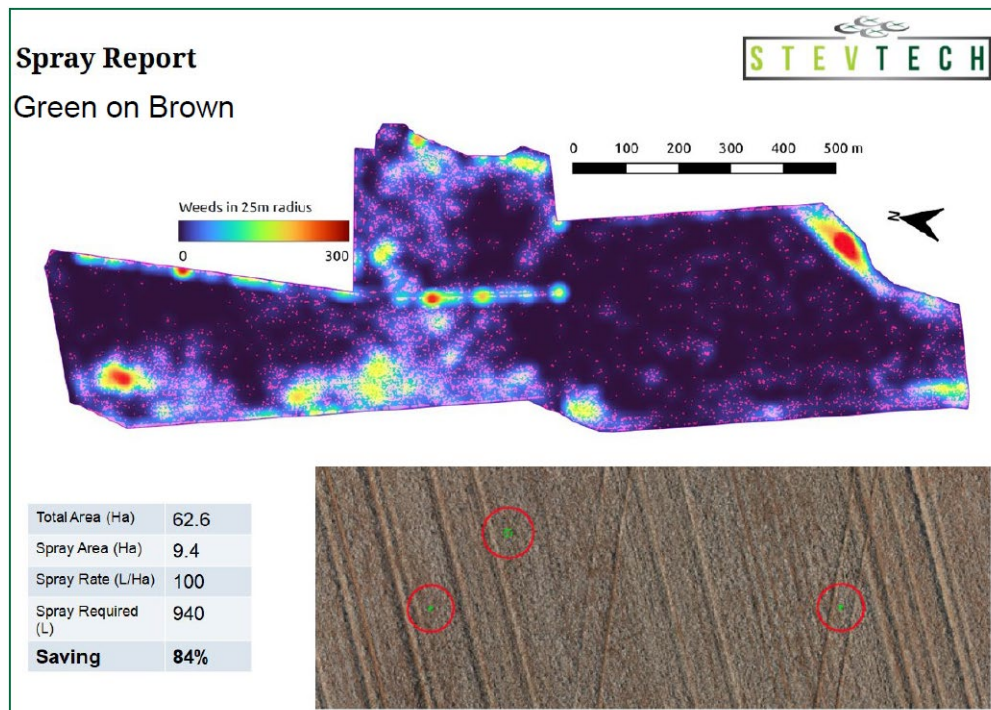 Spray Report
STEVTECH
Green on Brown
0 100 200 300 400 500 m
Weeds in 25m radius
0 300
N
Total Area (Ha) 62.6
Spray Area (Ha) 9.4
Spray Rate (L/Ha) 100
Spray Required
(L) 940
Saving 84%